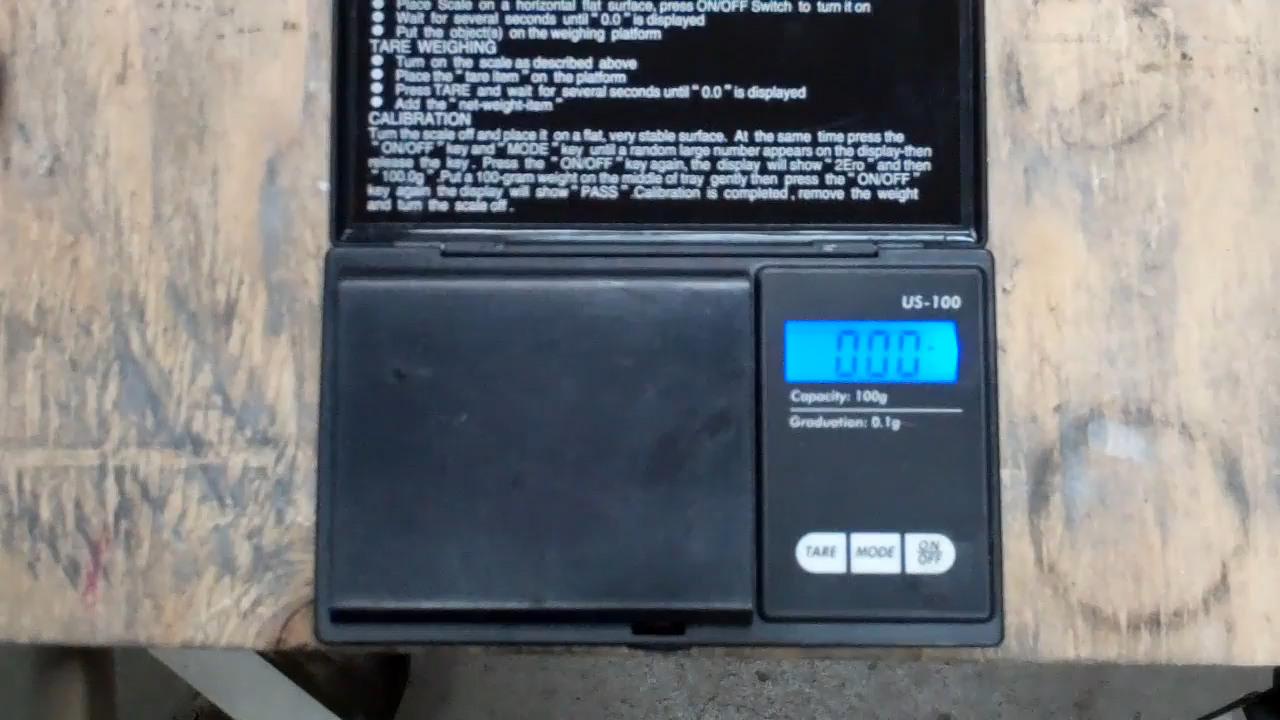 Place Scale on a horizontal flat surface, press ON/OFF Switch to turn it on
Wait for several seconds until " 0.0 " is displayed
Put the object(s) on the weighing platform
TARE WEIGHING
Turn on the scale as described above
Place the " tare item " on the platform
Press TARE and wait for several seconds until " 0.0 " is displayed
Add the " net-weight-item "
CALIBRATION
Turn the scale off and place it on a flat, very stable surface. At the same time press the
"ON/OFF " key and " MODE " key until a random large number appears on the display-then
release the key . Press the " ON/OFF " key again, the display will show " 2Ero " and then
" 100.0g " .Put a 100-gram weight on the middle of tray gently then press the " ON/OFF "
key again the display will show " PASS " .Calibration is completed , remove the weight
and turn the scale off .
US-100
000
Capacity: 100g
Graduation: 0.1g
TARE MODE ON OFF